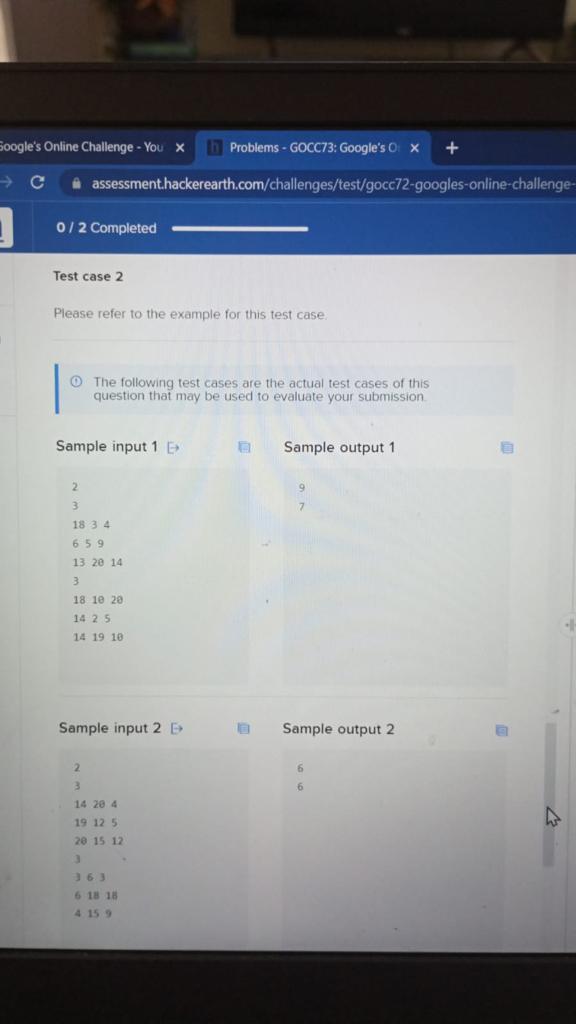 Google's Online Challenge - You
Problems - GOCC73: Google's O
assessment.hackerearth.com/challenges/test/gocc72-googles-online-challenge-
0 / 2 Completed
Test case 2
Please refer to the example for this test case.
The following test cases are the actual test cases of this
question that may be used to evaluate your submission.
Sample input 1
Sample output 1
2
3
18 3 4
6 5 9
13 20 14
3
18 10 20
14 2 5
14 19 10
9
7
Sample input 2
Sample output 2
2
3
14 20 4
19 12 5
20 15 12
3
3 6 3
6 18 18
4 15 9
6
6